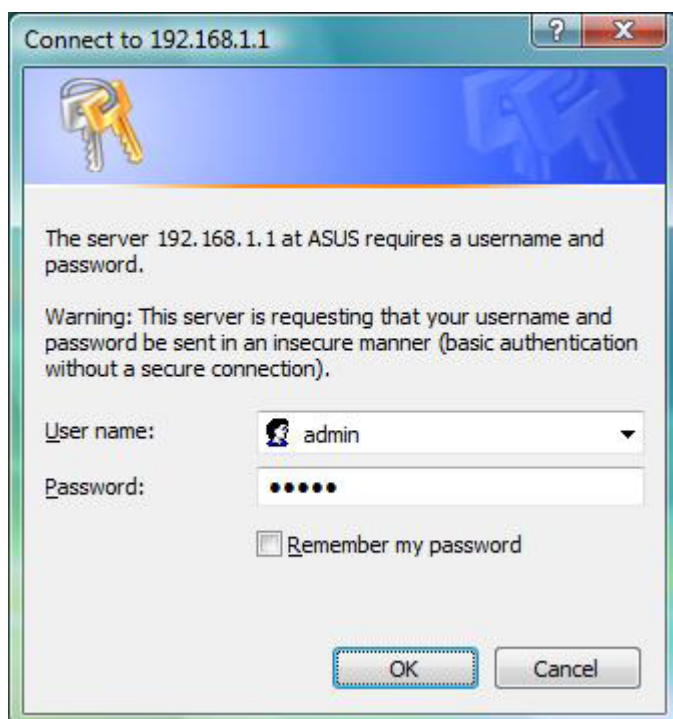 Connect to 192.168.1.1
?
X
The server 192.168.1.1 at ASUS requires a username and
password.
Warning: This server is requesting that your username and
password be sent in an insecure manner (basic authentication
without a secure connection).
User name:
admin
Password:
●●●●●
Remember my password
OK
Cancel